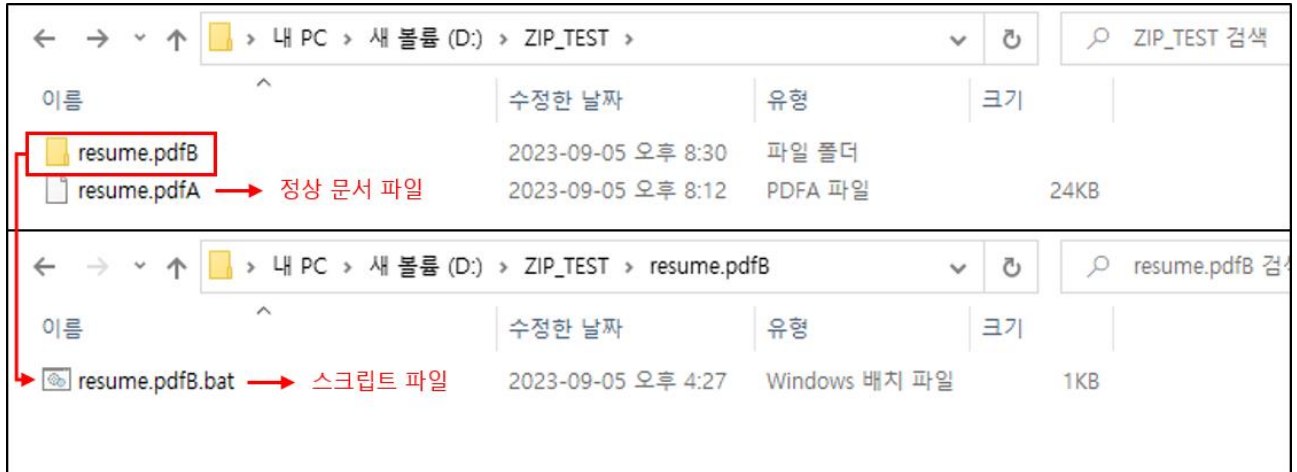 내 PC > 새 볼륨 (D:) > ZIP_TEST > ZIP_TEST 검색
이름 수정한 날짜 유형 크기
resume.pdfB 2023-09-05 오후 8:30 파일 폴더
resume.pdfA 정상 문서 파일 2023-09-05 오후 8:12 PDFA 파일 24KB
내 PC > 새 볼륨 (D:) > ZIP_TEST > resume.pdfB resume.pdfB
이름 수정한 날짜 유형 크기
resume.pdfB.bat 스크립트 파일 2023-09-05 오후 4:27 Windows 배치 파일 1KB